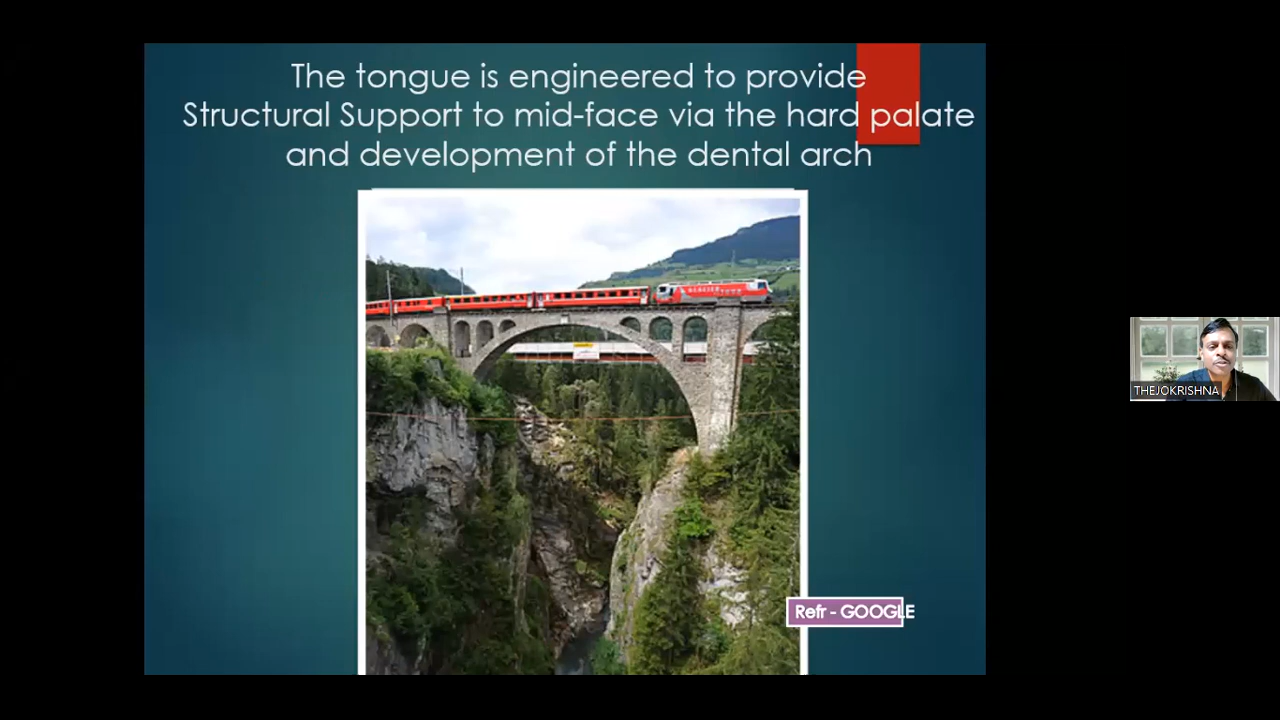 The tongue is engineered to provide
Structural Support to mid-face via the hard palate
and development of the dental arch
Refr - GOOGLE
THEJOKRISHNA